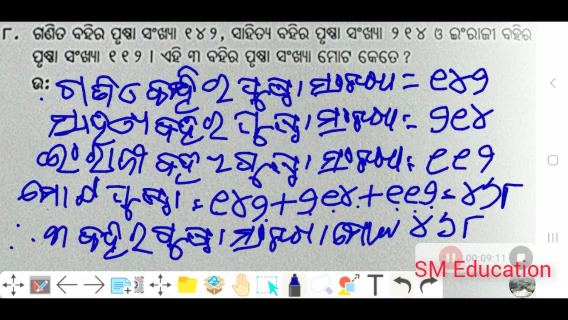 ୮. ଗଣିତ ବହିର ପୃଷ୍ଠା ସଂଖ୍ୟା ୧୪୨, ସାହିତ୍ୟ ବହିର ପୃଷ୍ଠା ସଂଖ୍ୟା ୨୧୪ ଓ ଇଂରାଜୀ ବହିର
ପୃଷ୍ଠା ସଂଖ୍ୟା ୧୧୨ । ଏହି ୩ ବହିର ପୃଷ୍ଠା ସଂଖ୍ୟା ମୋଟ କେତେ ?
ଉ: ଗଣିତ ବହିର ପୃଷ୍ଠା ସଂଖ୍ୟା = ୧୪୨
ସାହିତ୍ୟ ବହିର ପୃଷ୍ଠା ସଂଖ୍ୟା = ୨୧୪
ଇଂରାଜୀ ବହିର ପୃଷ୍ଠା ସଂଖ୍ୟା = ୧୧୨
ମୋଟ ପୃଷ୍ଠା = ୧୪୨+୨୧୪+୧୧୨=୪୬୮
∴ ୩ ବହିର ପୃଷ୍ଠା ସଂଖ୍ୟା ମୋଟ ୪୬୮
00:09:11
SM Education